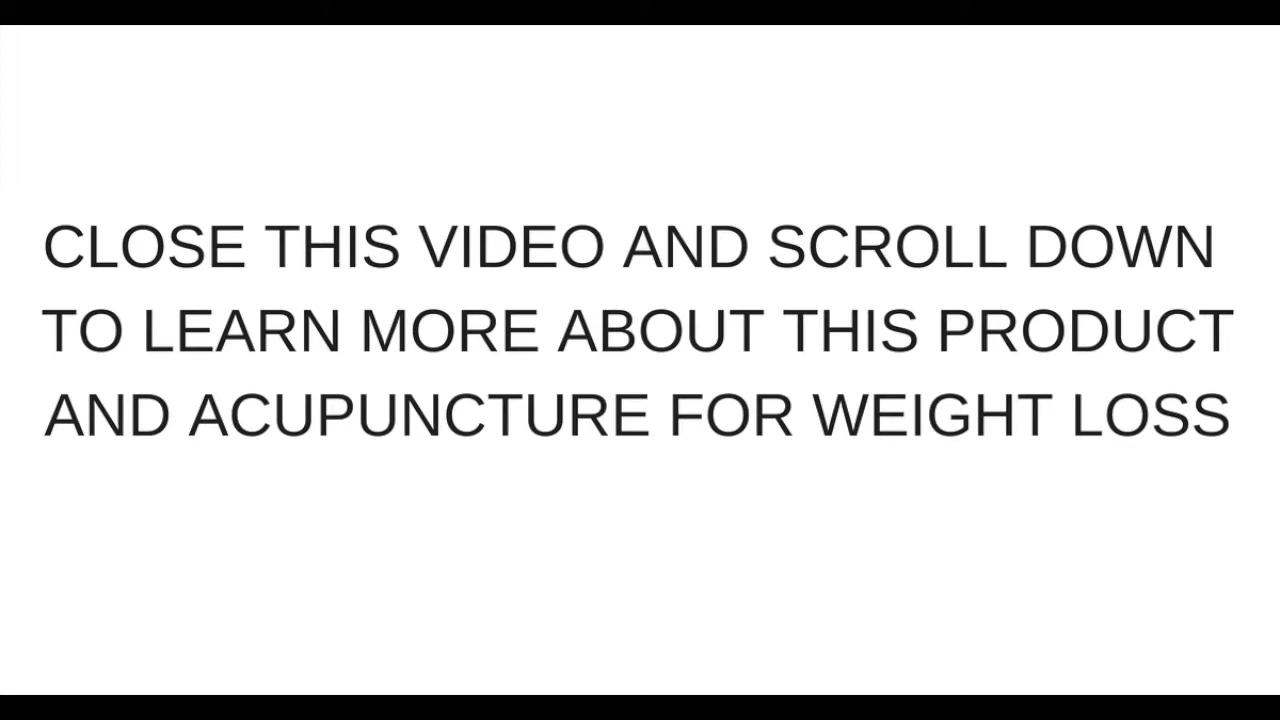 CLOSE THIS VIDEO AND SCROLL DOWN
TO LEARN MORE ABOUT THIS PRODUCT
AND ACUPUNCTURE FOR WEIGHT LOSS